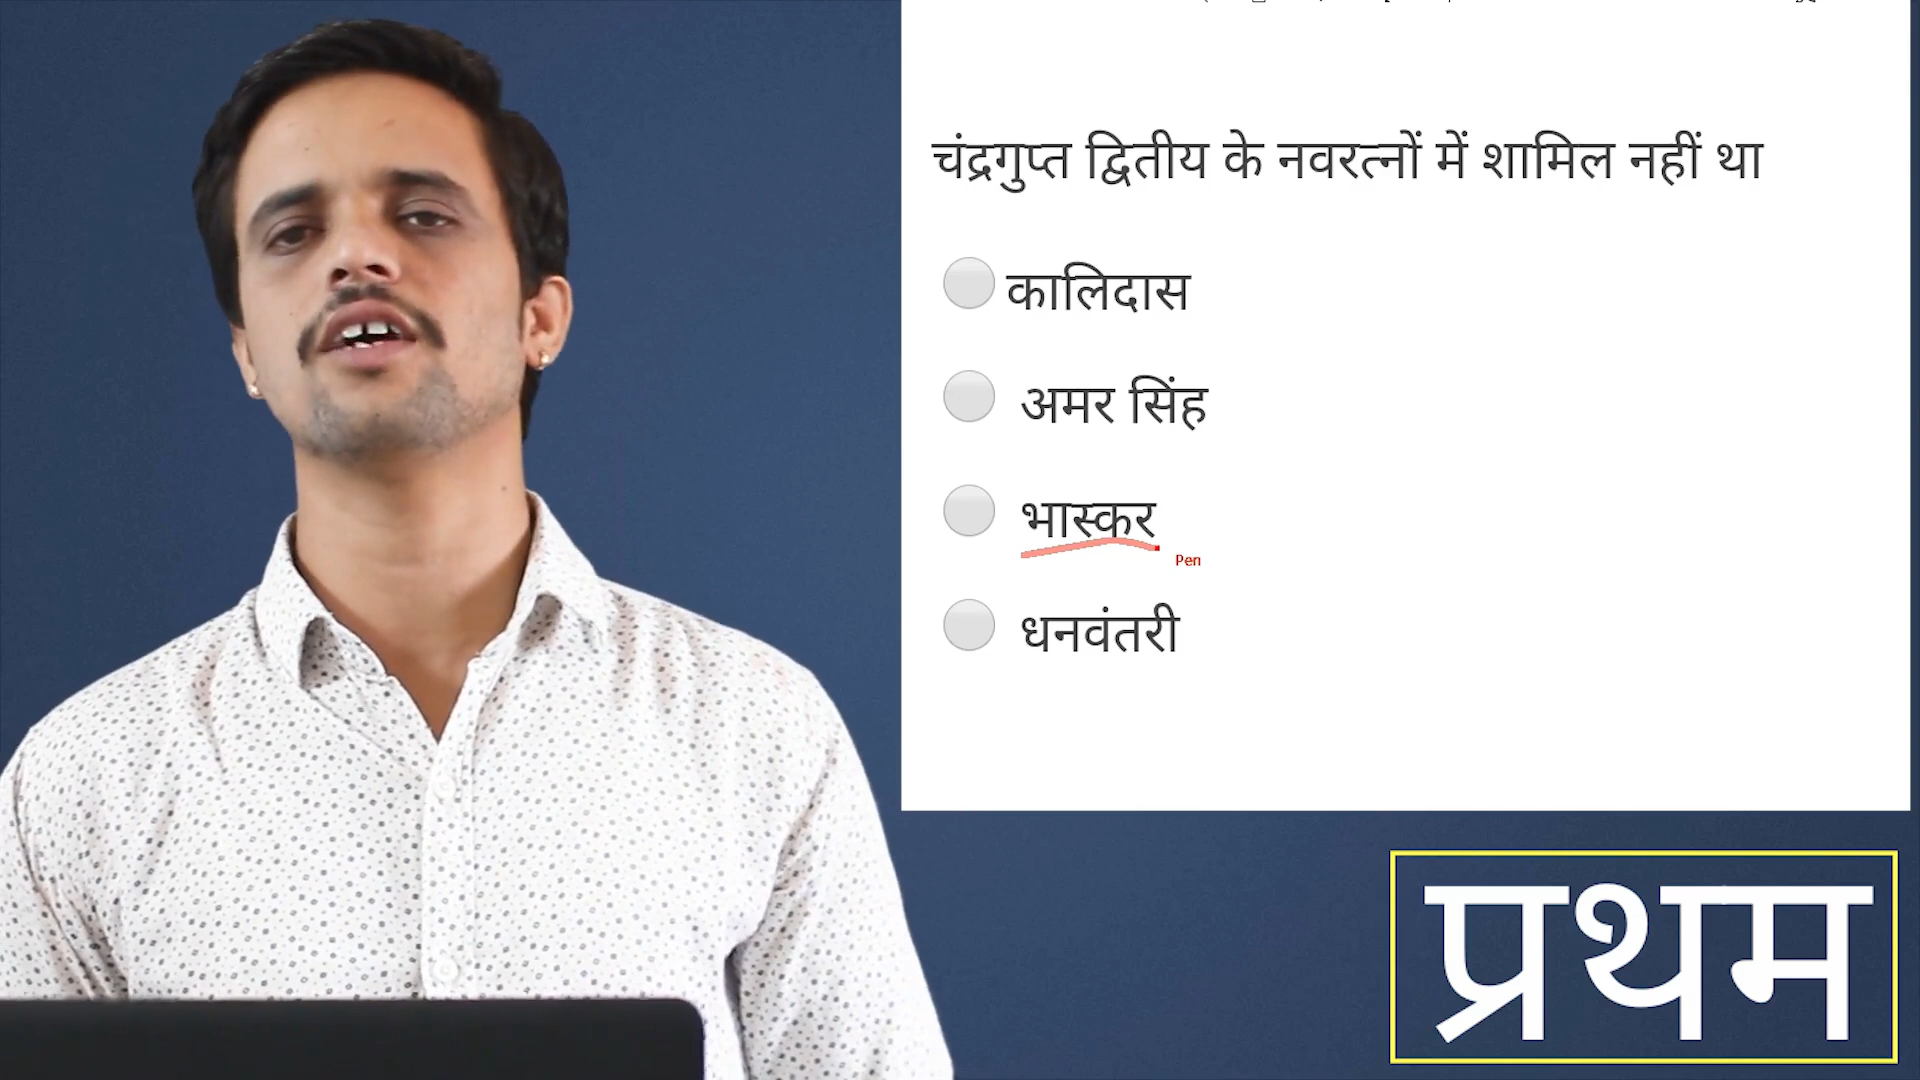 चंद्रगुप्त द्वितीय के नवरत्नों में शामिल नहीं था
कालिदास
अमर सिंह
भास्कर
Pen
धनवंतरी
प्रथम